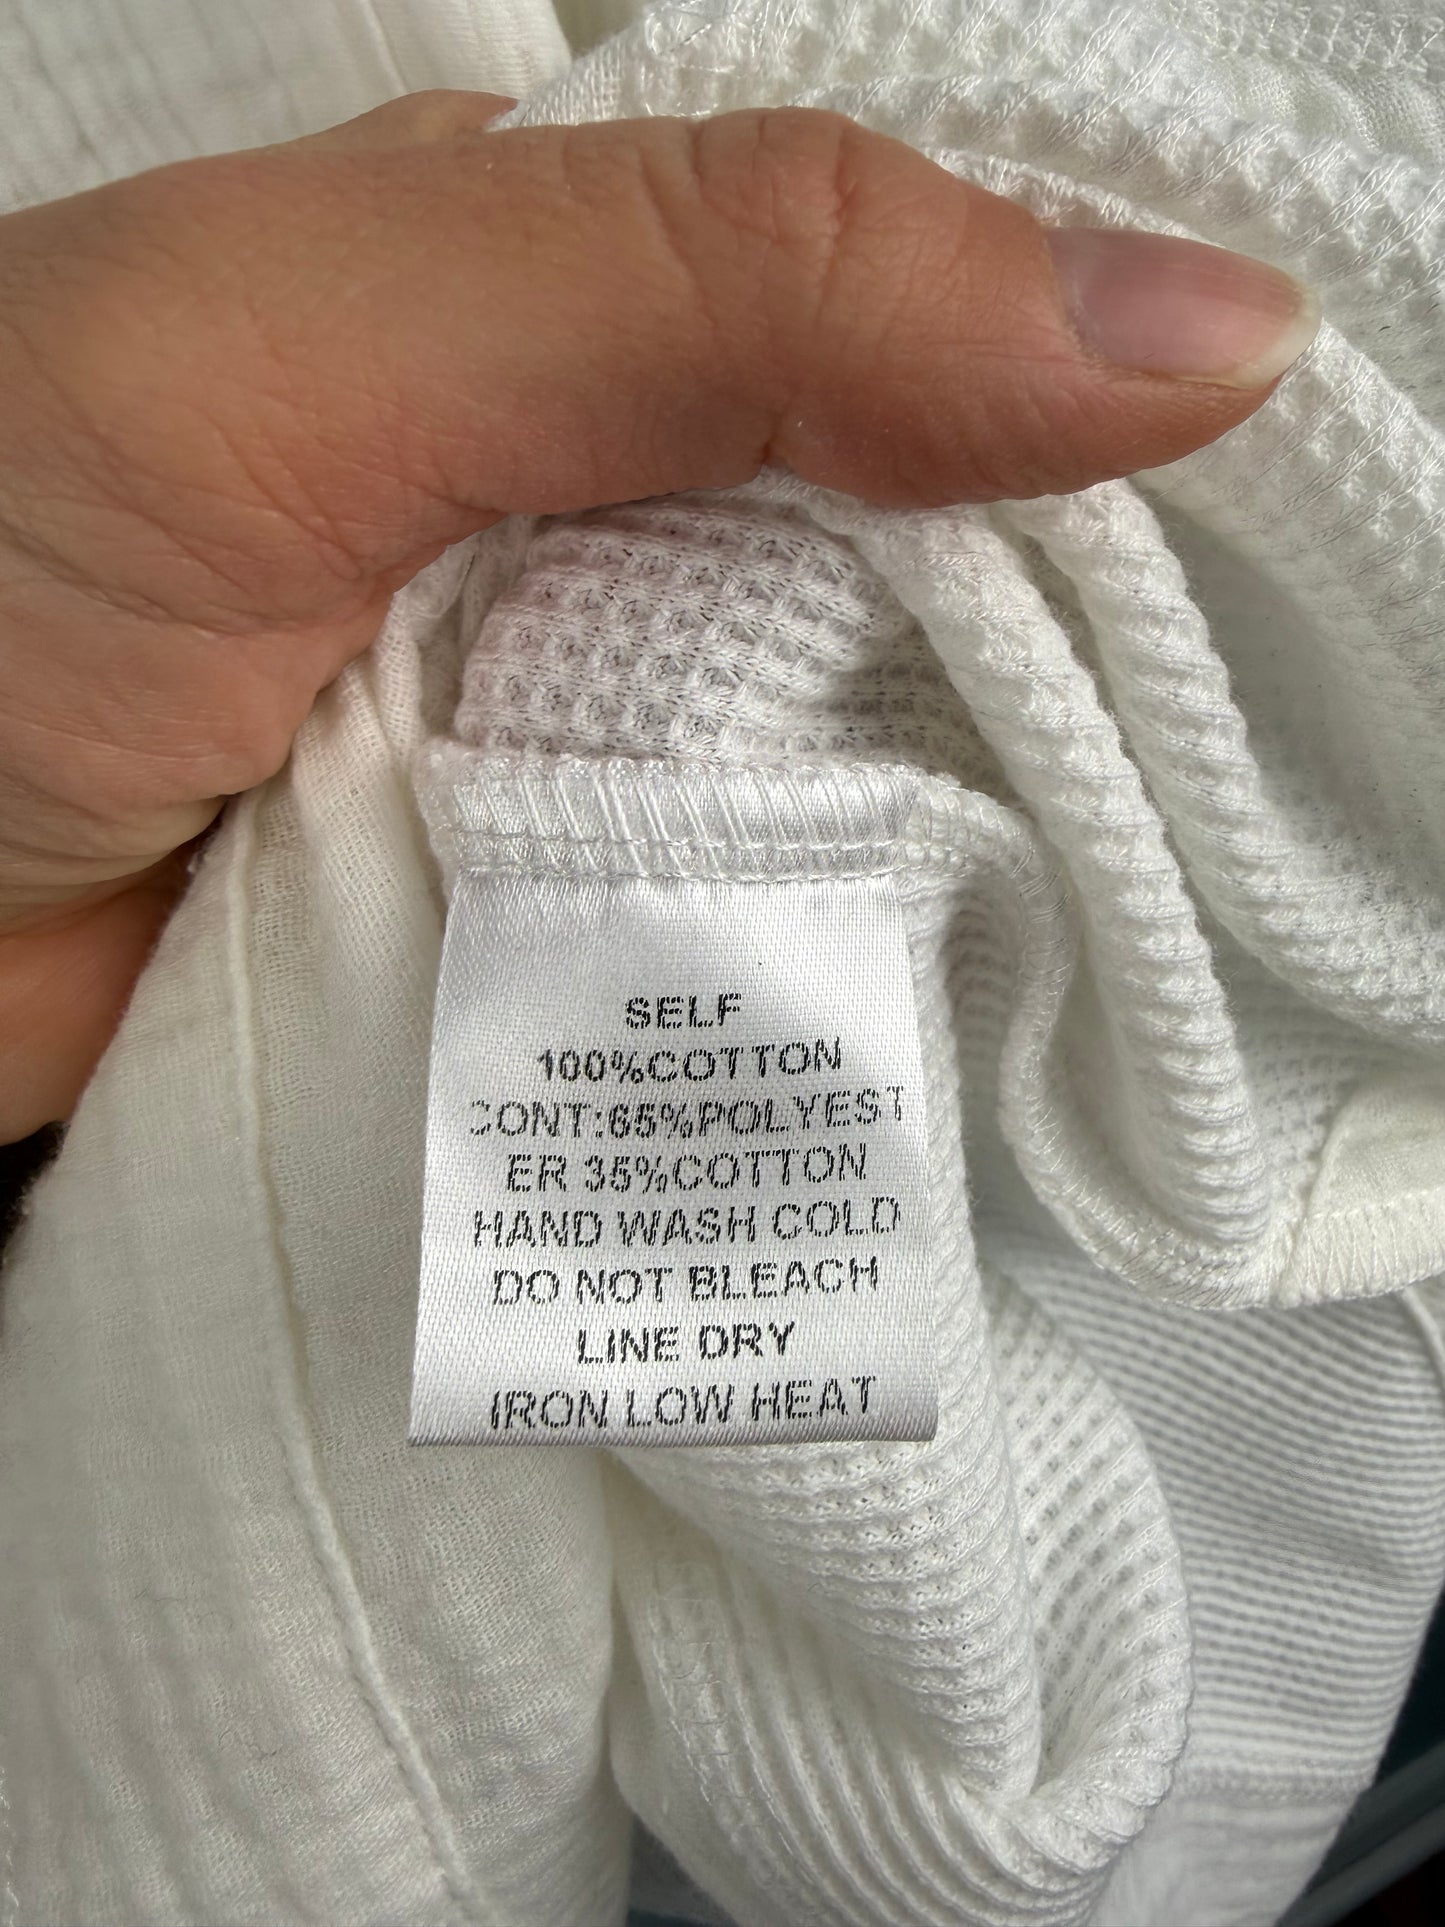 SELF
100%COTTON
CONT:65%POLYEST
ER 35%COTTON
HAND WASH COLD
DO NOT BLEACH
LINE DRY
IRON LOW HEAT